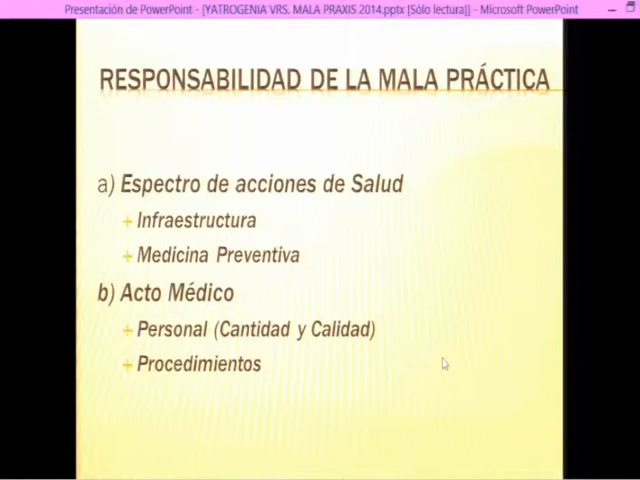 Presentación de PowerPoint - [YATROGENIA VRS. MALA PRAXIS 2014.pptx [Sólo lectura]] - Microsoft PowerPoint
RESPONSABILIDAD DE LA MALA PRÁCTICA
a) Espectro de acciones de Salud
+ Infraestructura
+ Medicina Preventiva
b) Acto Médico
+ Personal (Cantidad y Calidad)
+ Procedimientos